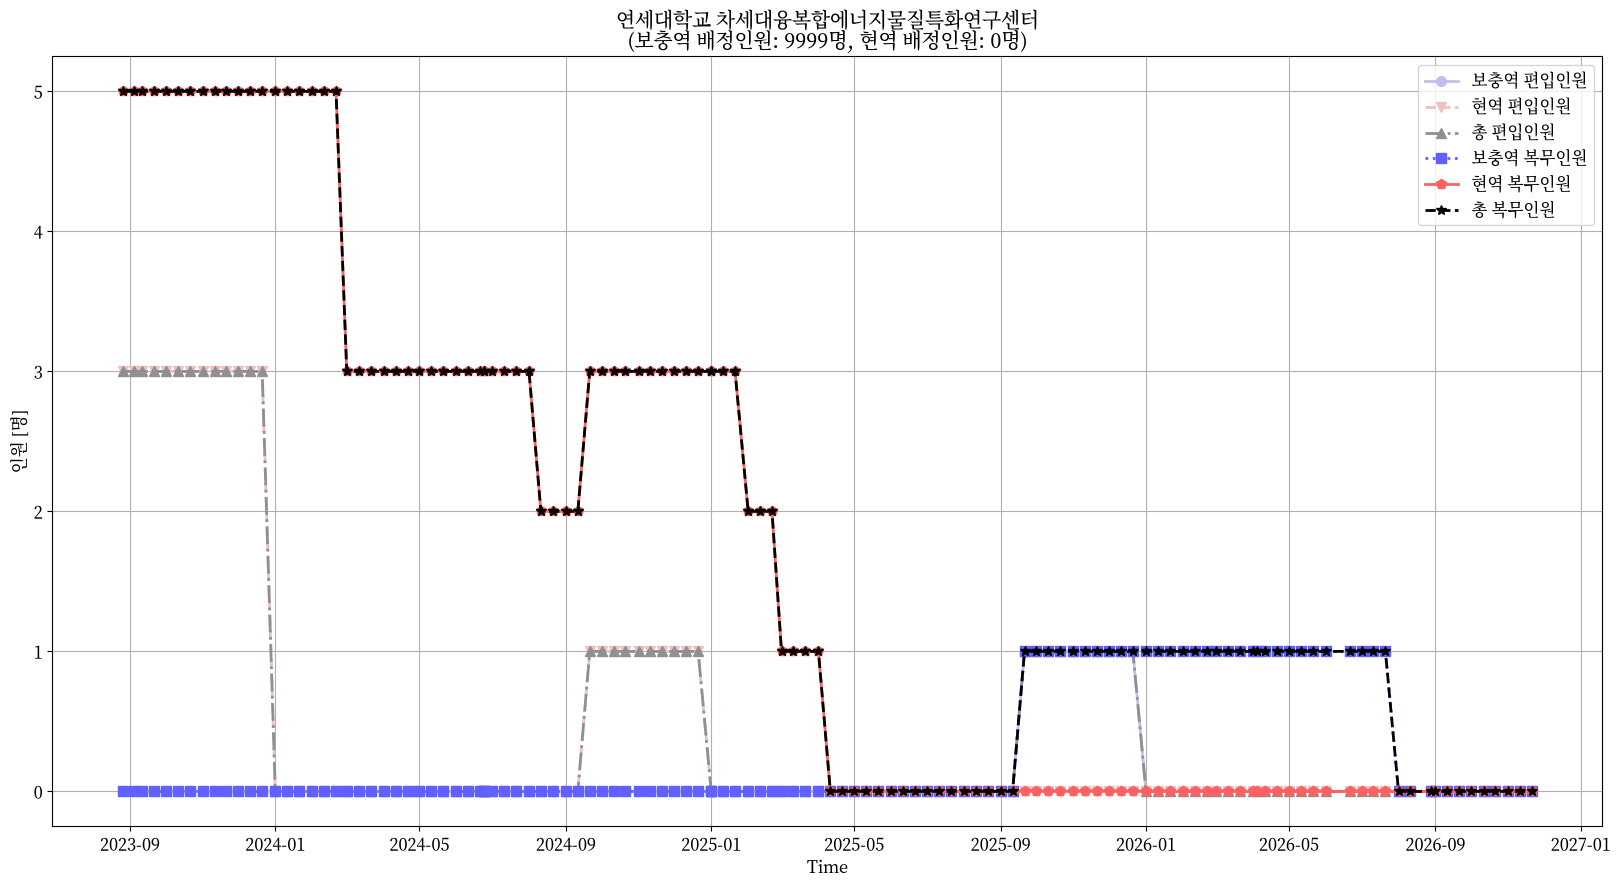 연세대학교 차세대융복합에너지물질특화연구센터
(보충역 배정인원: 9999명, 현역 배정인원: 0명)
보충역 편입인원
현역 편입인원
총 편입인원
보충역 복무인원
현역 복무인원
총 복무인원
인원 [명]
5
4
3
2
1
0
2023-09
2024-01
2024-05
2024-09
2025-01
2025-05
2025-09
2026-01
2026-05
2026-09
2027-01
Time